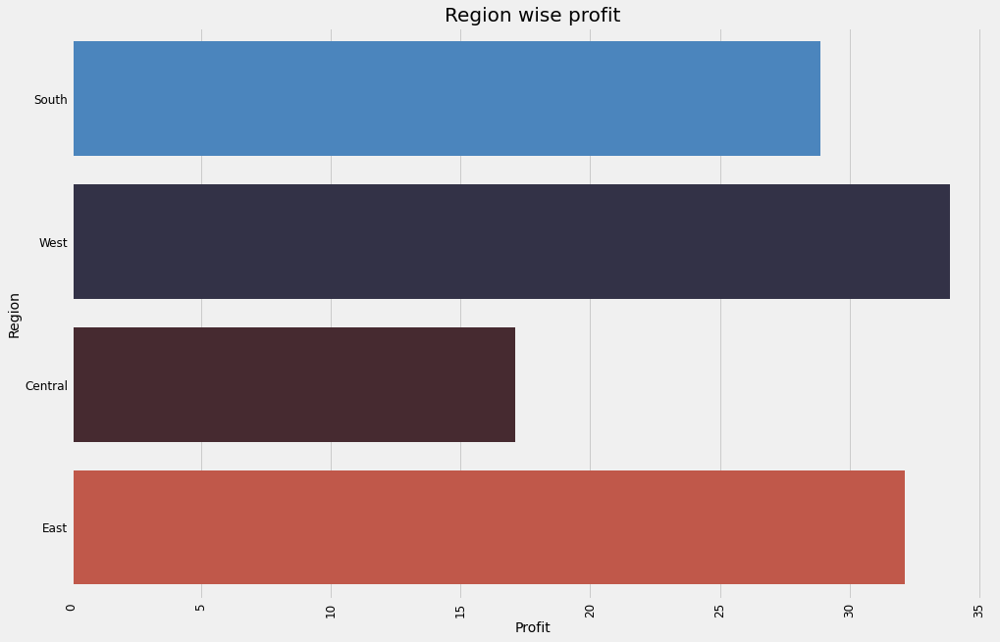 Region wise profit
South
West
Central
East
Region
0 5 10 15 20 25 30 35
Profit